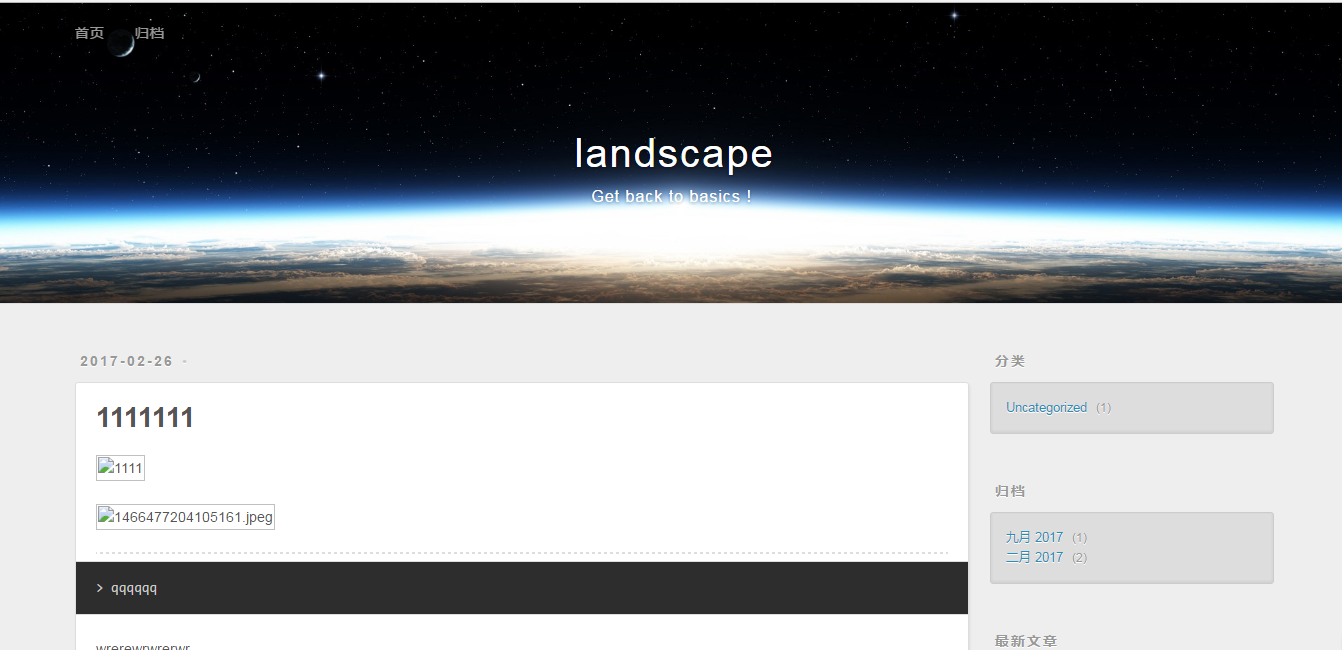 首页 归档
landscape
Get back to basics !
2017-02-26 -
1111111
1111
1466477204105161.jpeg
> qqqqqq
wrerewrwrerwr
分类
Uncategorized (1)
归档
九月 2017 (1)
二月 2017 (2)
最新文章